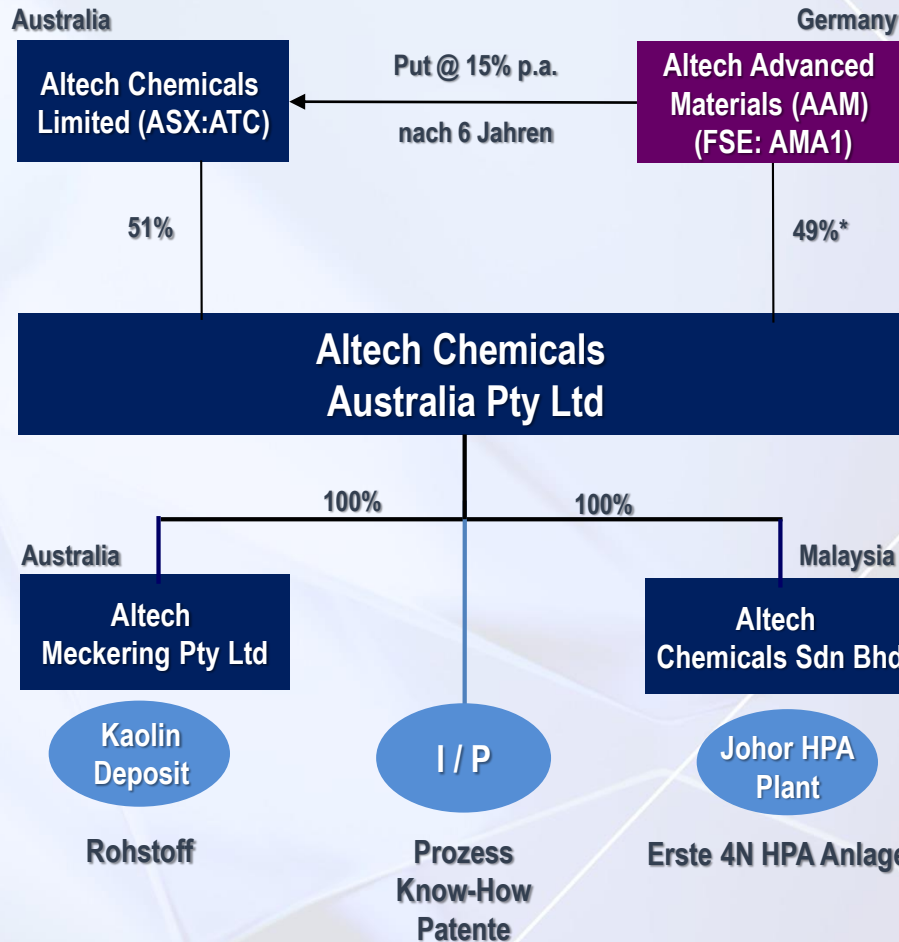 Australia
Germany
Altech Chemicals
Limited (ASX:ATC)
Put @ 15% p.a.
nach 6 Jahren
Altech Advanced
Materials (AAM)
(FSE: AMA1)
51%
49%*
Altech Chemicals
Australia Pty Ltd
100%
100%
Australia
Malaysia
Altech
Meckering Pty Ltd
Altech
Chemicals Sdn Bhd
Kaolin
Deposit
I / P
Johor HPA
Plant
Rohstoff
Prozess
Know-How
Patente
Erste 4N HPA Anlage